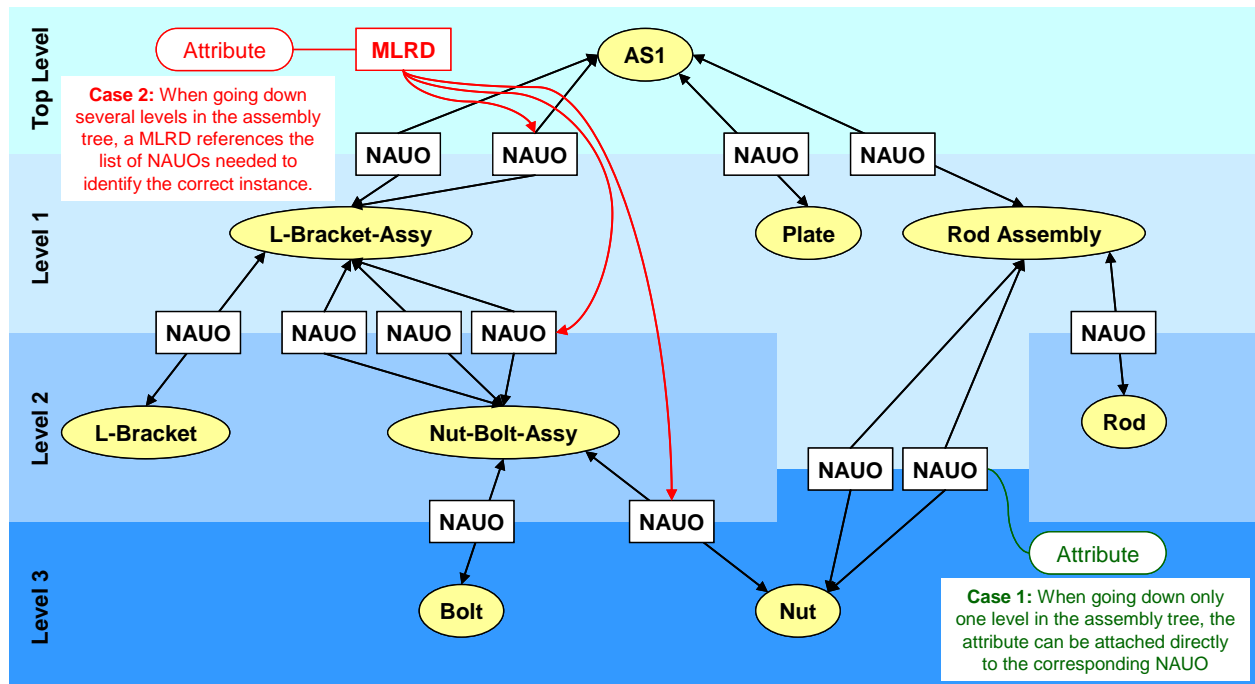 Top Level
Attribute
MLRD
AS1
Case 2: When going down
several levels in the assembly
tree, a MLRD references the
list of NAUOs needed to
identify the correct instance.
NAUO
NAUO
NAUO
NAUO
Level 1
L-Bracket-Assy
Plate
Rod Assembly
NAUO
NAUO
NAUO
NAUO
NAUO
Level 2
L-Bracket
Nut-Bolt-Assy
Rod
NAUO
NAUO
NAUO
NAUO
Level 3
Bolt
Nut
Attribute
Case 1: When going down only
one level in the assembly tree, the
attribute can be attached directly
to the corresponding NAUO